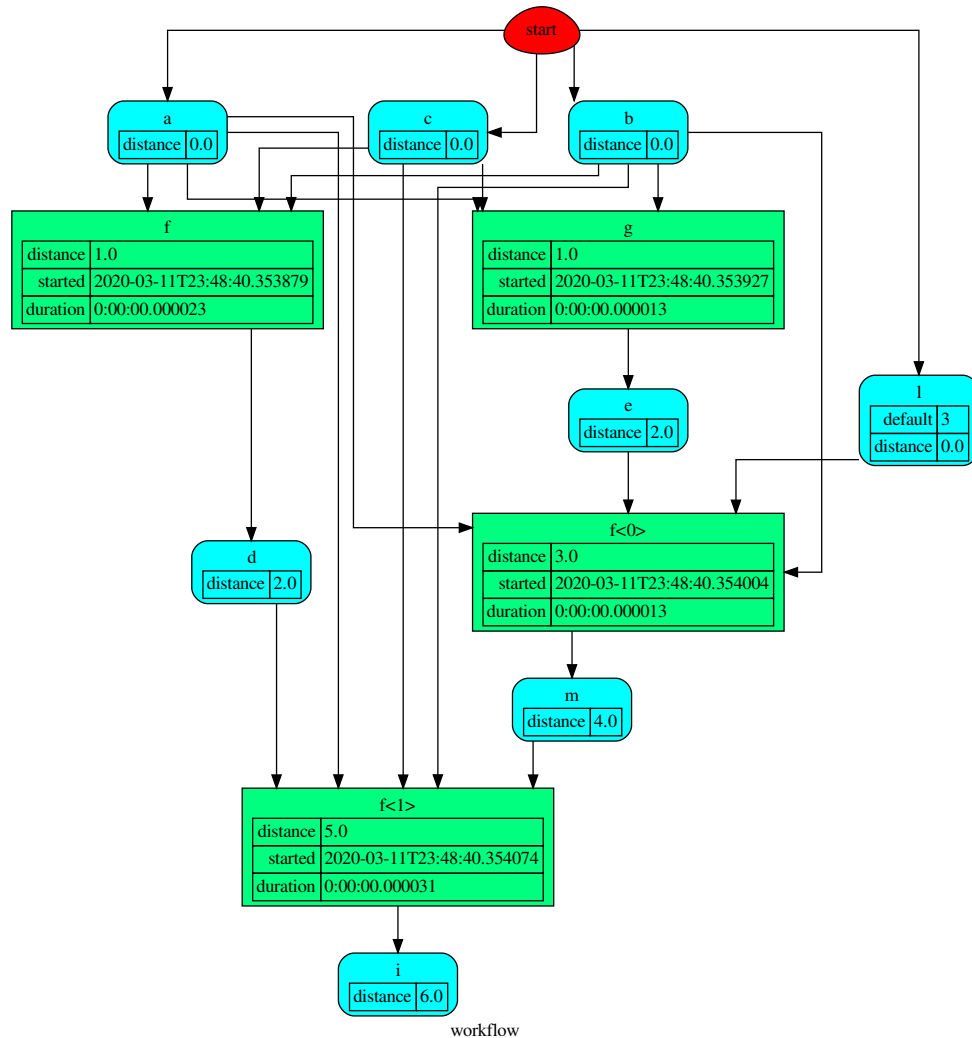 start
a
distance 0.0
c
distance 0.0
b
distance 0.0
f
distance 1.0
started 2020-03-11T23:48:40.353879
duration 0:00:00.000023
g
distance 1.0
started 2020-03-11T23:48:40.353927
duration 0:00:00.000013
l
default 3
distance 0.0
e
distance 2.0
f<0>
distance 3.0
started 2020-03-11T23:48:40.354004
duration 0:00:00.000013
d
distance 2.0
m
distance 4.0
f<1>
distance 5.0
started 2020-03-11T23:48:40.354074
duration 0:00:00.000031
i
distance 6.0
workflow